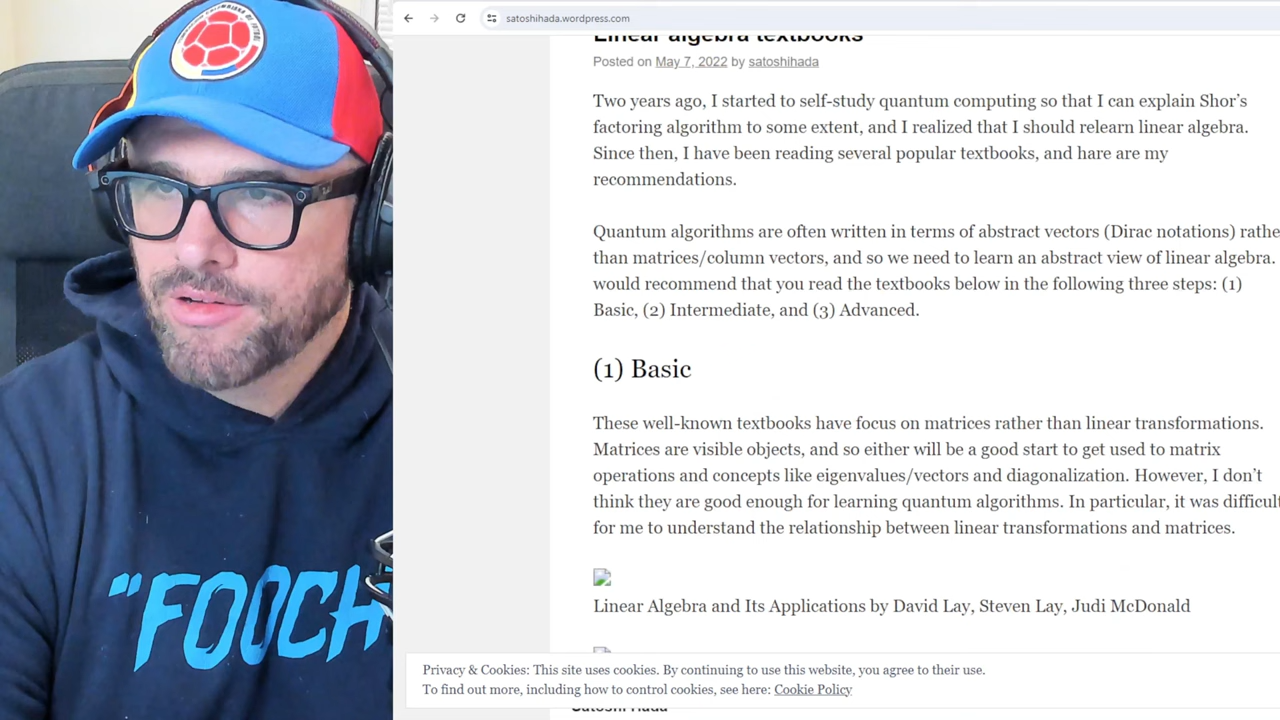 satoshihada.wordpress.com
Linear algebra textbooks
Posted on May 7, 2022 by satoshihada
Two years ago, I started to self-study quantum computing so that I can explain Shor's
factoring algorithm to some extent, and I realized that I should relearn linear algebra.
Since then, I have been reading several popular textbooks, and hare are my
recommendations.
Quantum algorithms are often written in terms of abstract vectors (Dirac notations) rathe
than matrices/column vectors, and so we need to learn an abstract view of linear algebra.
would recommend that you read the textbooks below in the following three steps: (1)
Basic, (2) Intermediate, and (3) Advanced.
(1) Basic
These well-known textbooks have focus on matrices rather than linear transformations.
Matrices are visible objects, and so either will be a good start to get used to matrix
operations and concepts like eigenvalues/vectors and diagonalization. However, I don't
think they are good enough for learning quantum algorithms. In particular, it was difficult
for me to understand the relationship between linear transformations and matrices.
Linear Algebra and Its Applications by David Lay, Steven Lay, Judi McDonald
Privacy & Cookies: This site uses cookies. By continuing to use this website, you agree to their use.
To find out more, including how to control cookies, see here: Cookie Policy
Satoshi Hada
"FOOCH